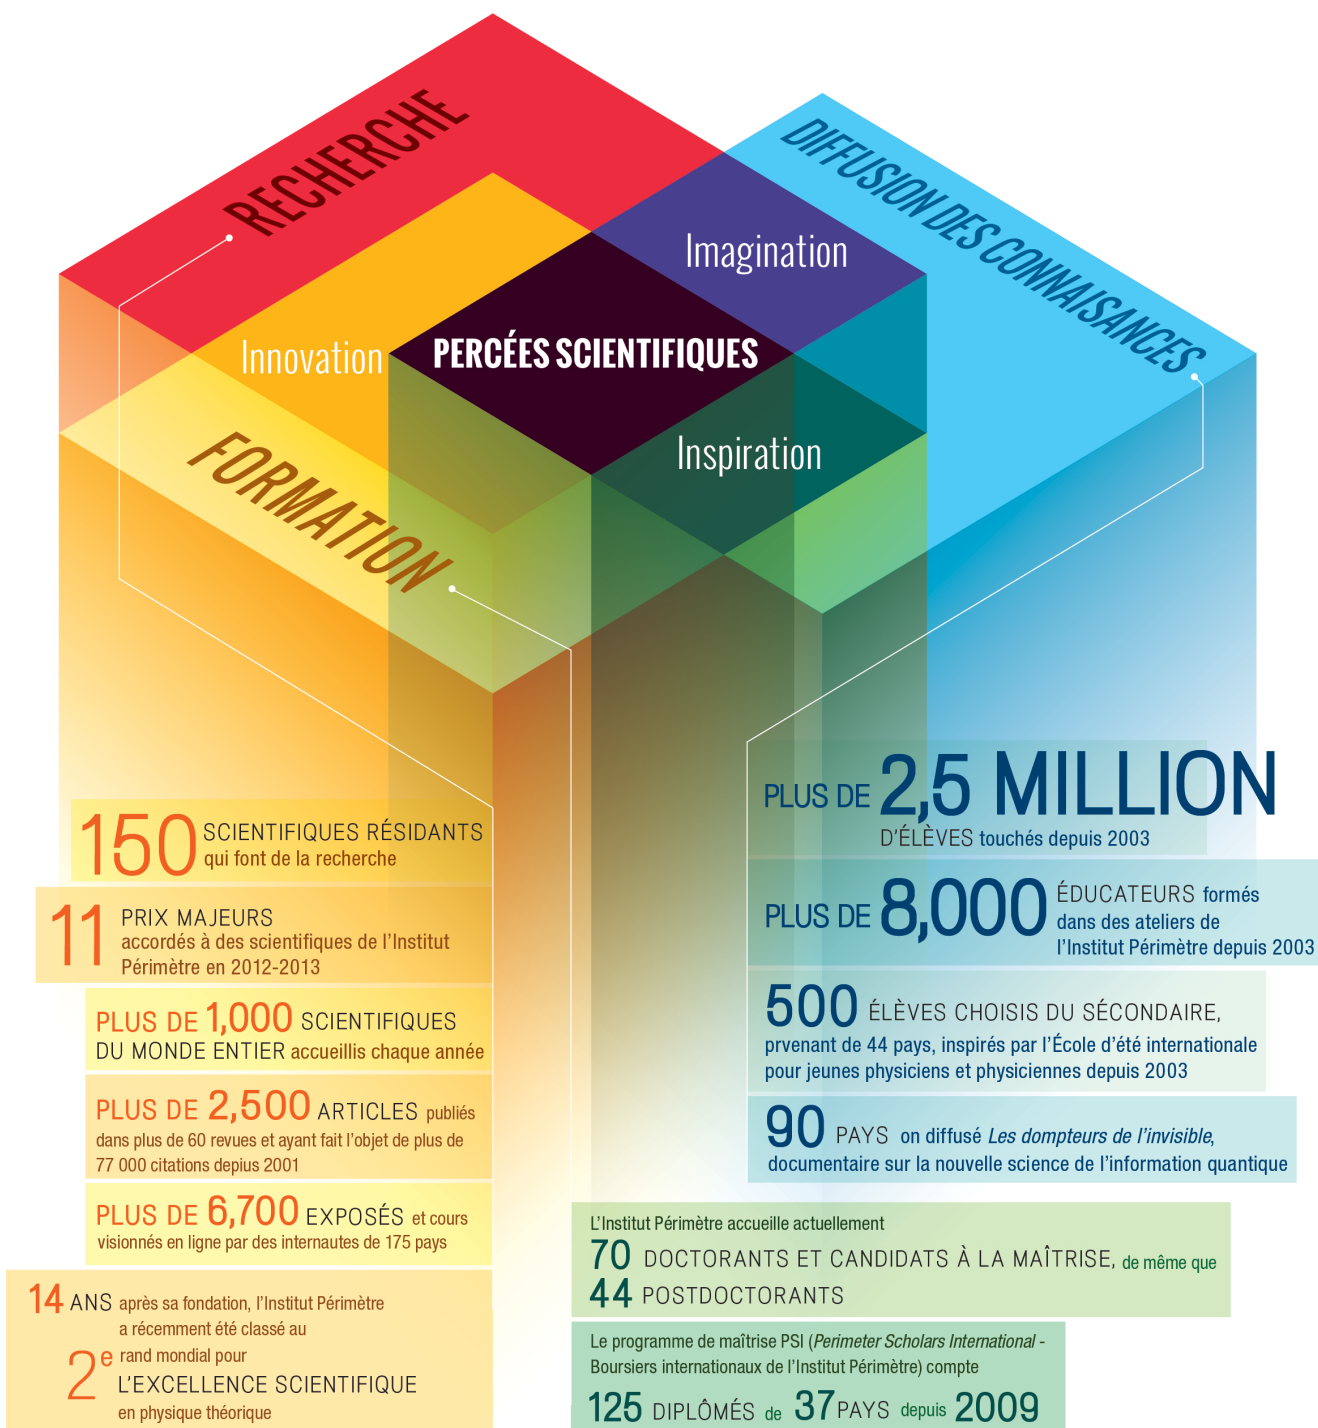 RECHERCHE
DIFFUSION DES CONNAISANCES
Imagination
Innovation
PERCÉES SCIENTIFIQUES
Inspiration
FORMATION
150 SCIENTIFIQUES RÉSIDANTS
qui font de la recherche
11 PRIX MAJEURS
accordés à des scientifiques de l'Institut
Périmètre en 2012-2013
PLUS DE 1,000 SCIENTIFIQUES
DU MONDE ENTIER accueillis chaque année
PLUS DE 2,500 ARTICLES publiés
dans plus de 60 revues et ayant fait l'objet de plus de
77 000 citations depius 2001
PLUS DE 6,700 EXPOSÉS et cours
visionnés en ligne par des internautes de 175 pays
14 ANS après sa fondation, l'Institut Périmètre
a récemment été classé au
2e rand mondial pour
L'EXCELLENCE SCIENTIFIQUE
en physique théorique
PLUS DE 2,5 MILLION
D'ÉLÈVES touchés depuis 2003
PLUS DE 8,000 ÉDUCATEURS formés
dans des ateliers de
l'Institut Périmètre depuis 2003
500 ÉLÈVES CHOISIS DU SÉCONDAIRE,
prvenant de 44 pays, inspirés par l'École d'été internationale
pour jeunes physiciens et physiciennes depuis 2003
90 PAYS on diffusé Les dompteurs de l'invisible,
documentaire sur la nouvelle science de l'information quantique
L'Institut Périmètre accueille actuellement
70 DOCTORANTS ET CANDIDATS À LA MAÎTRISE, de même que
44 POSTDOCTORANTS
Le programme de maîtrise PSI (Perimeter Scholars International -
Boursiers internationaux de l'Institut Périmètre) compte
125 DIPLÔMÉS de 37 PAYS depuis 2009